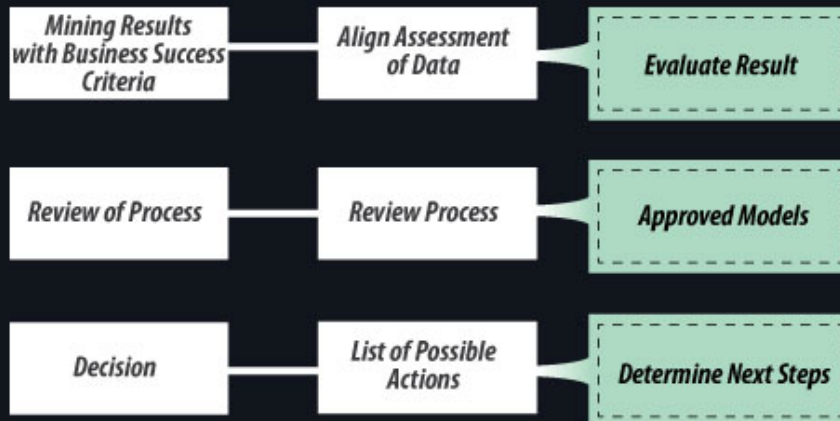 Mining Results
with Business Success
Criteria
Align Assessment
of Data
Evaluate Result
Review of Process
Review Process
Approved Models
Decision
List of Possible
Actions
Determine Next Steps